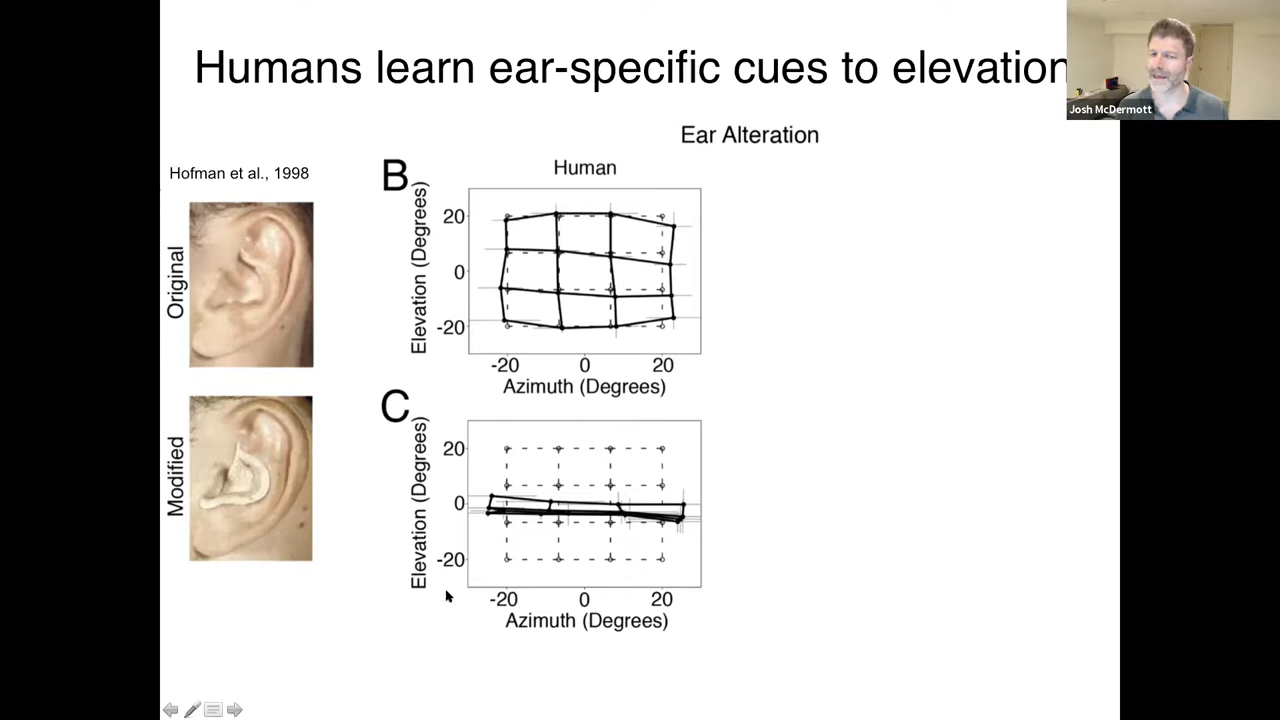 Humans learn ear-specific cues to elevation
Josh McDermott
Ear Alteration
Hofman et al., 1998
Original
Modified
B
Human
Elevation (Degrees)
20
0
-20
-20 0 20
Azimuth (Degrees)
C
Elevation (Degrees)
20
0
-20
-20 0 20
Azimuth (Degrees)